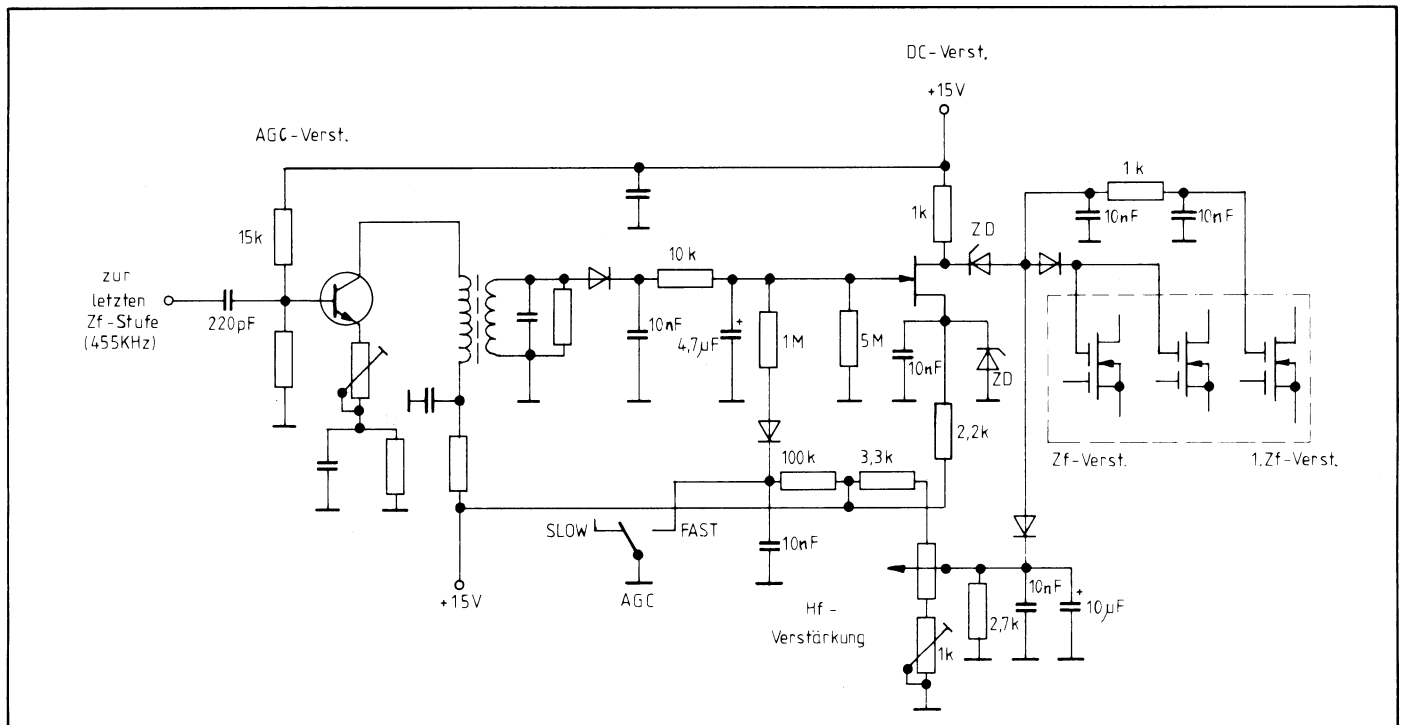 DC-Verst.
+15V
AGC-Verst.
1k
10nF
10nF
1k
ZD
15k
10k
zur
letzten
Zf-Stufe
(455KHz)
220pF
10nF
4,7µF
+
1M
5M
10nF
ZD
2,2k
Zf-Verst.
1.Zf-Verst.
100k
3,3k
SLOW
FAST
10nF
+15V
AGC
Hf-
Verstärkung
1k
2,7k
10nF
+
10µF